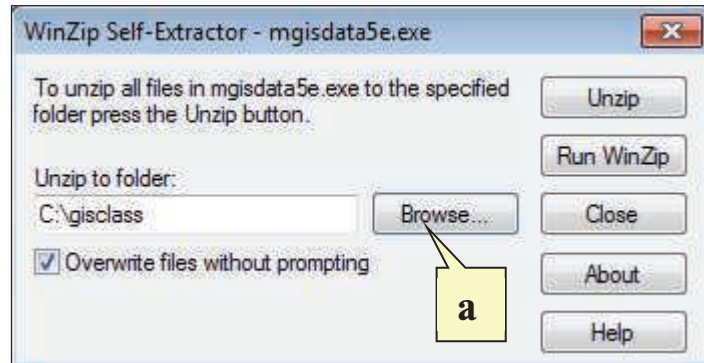 WinZip Self-Extractor - mgisdata5e.exe
To unzip all files in mgisdata5e.exe to the specified
folder press the Unzip button.
Unzip to folder:
C:\gisclass
Browse...
Overwrite files without prompting
Unzip
Run WinZip
Close
About
Help
a